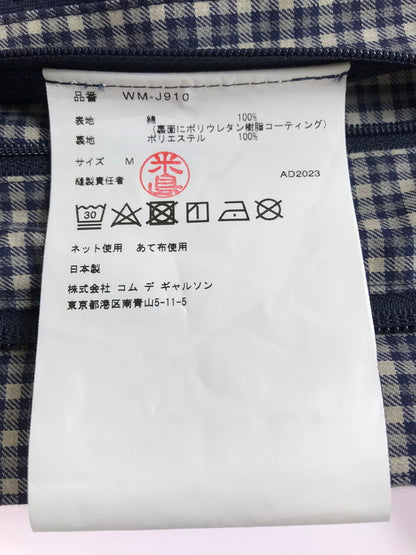 品番 WM-J910
表地 綿 100%
(裏面にポリウレタン樹脂コーティング)
裏地 ポリエステル 100%
サイズ M
縫製責任者 AD2023
30
ネット使用 あて布使用
日本製
株式会社 コム デ ギャルソン
東京都港区南青山5-11-5